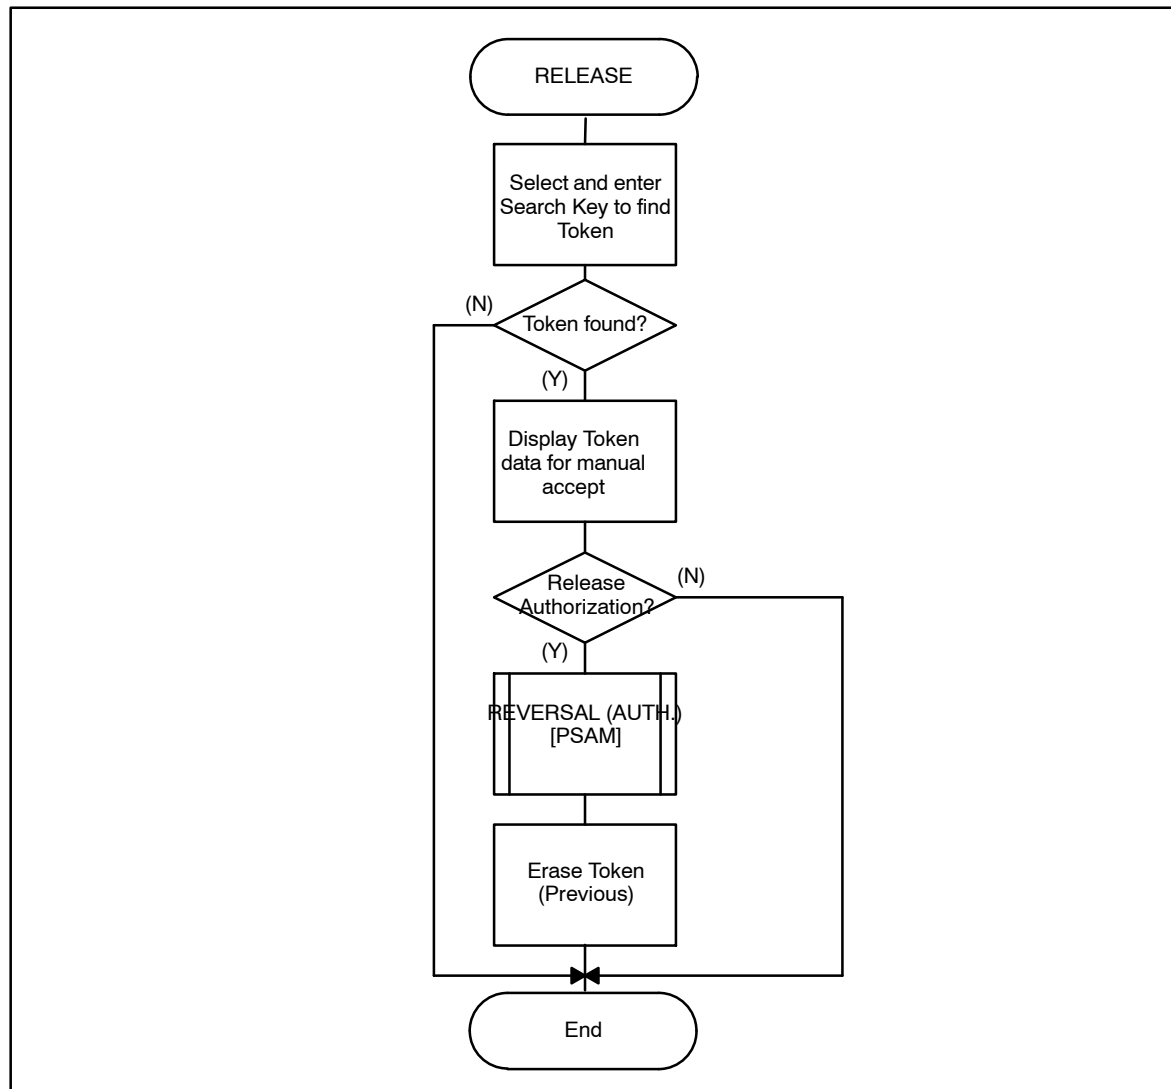 RELEASE
Select and enter
Search Key to find
Token
(N)
Token found?
(Y)
Display Token
data for manual
accept
Release
Authorization?
(N)
(Y)
REVERSAL (AUTH.)
[PSAM]
Erase Token
(Previous)
End